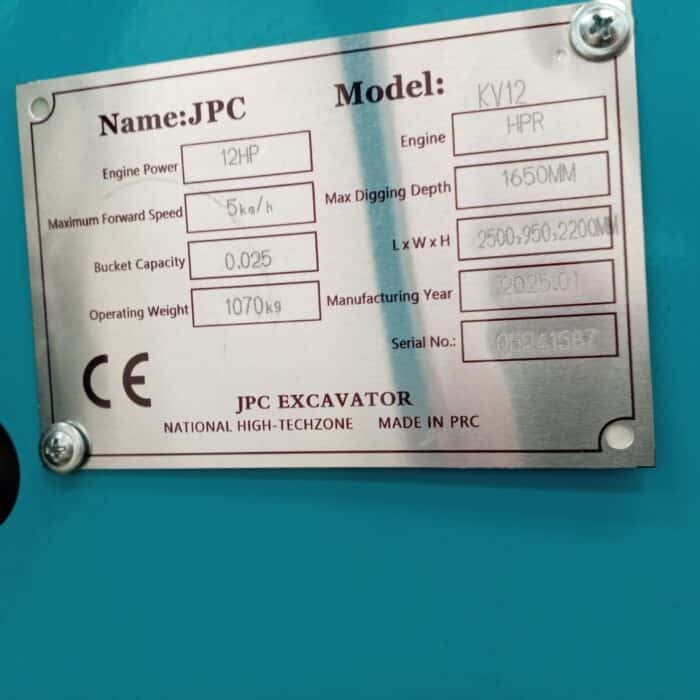 Name:JPC Model: KV12
Engine Power 12HP Engine HPR
Maximum Forward Speed 5km/h Max Digging Depth 1650MM
Bucket Capacity 0.025 LxWxH 2500,950,2200MM
Operating Weight 1070kg Manufacturing Year 2025.01
Serial No.:
CE
JPC EXCAVATOR
NATIONAL HIGH-TECHZONE MADE IN PRC